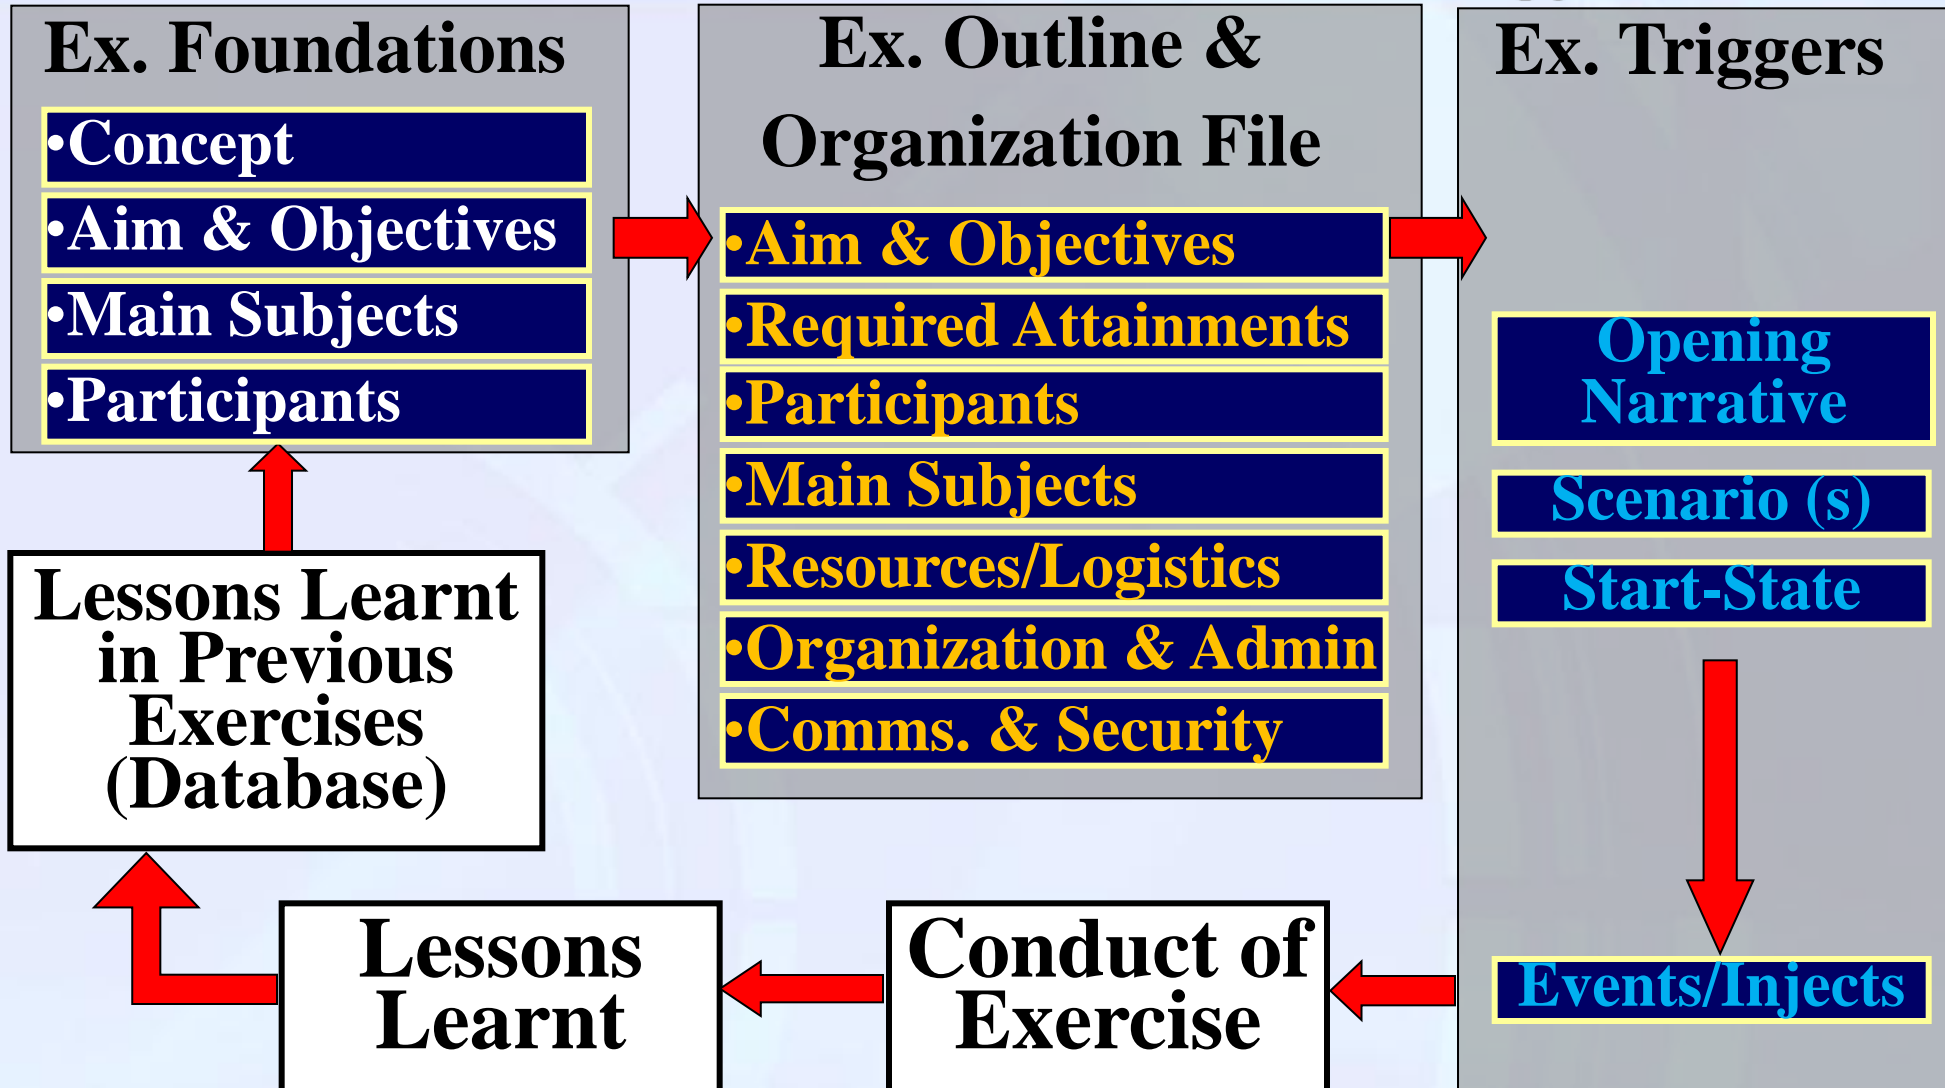 Ex. Foundations
•Concept
•Aim & Objectives
•Main Subjects
•Participants
Ex. Outline &
Organization File
•Aim & Objectives
•Required Attainments
•Participants
•Main Subjects
•Resources/Logistics
•Organization & Admin
•Comms. & Security
Ex. Triggers
Opening
Narrative
Scenario (s)
Start-State
Events/Injects
Conduct of
Exercise
Lessons
Learnt
Lessons Learnt
in Previous
Exercises
(Database)